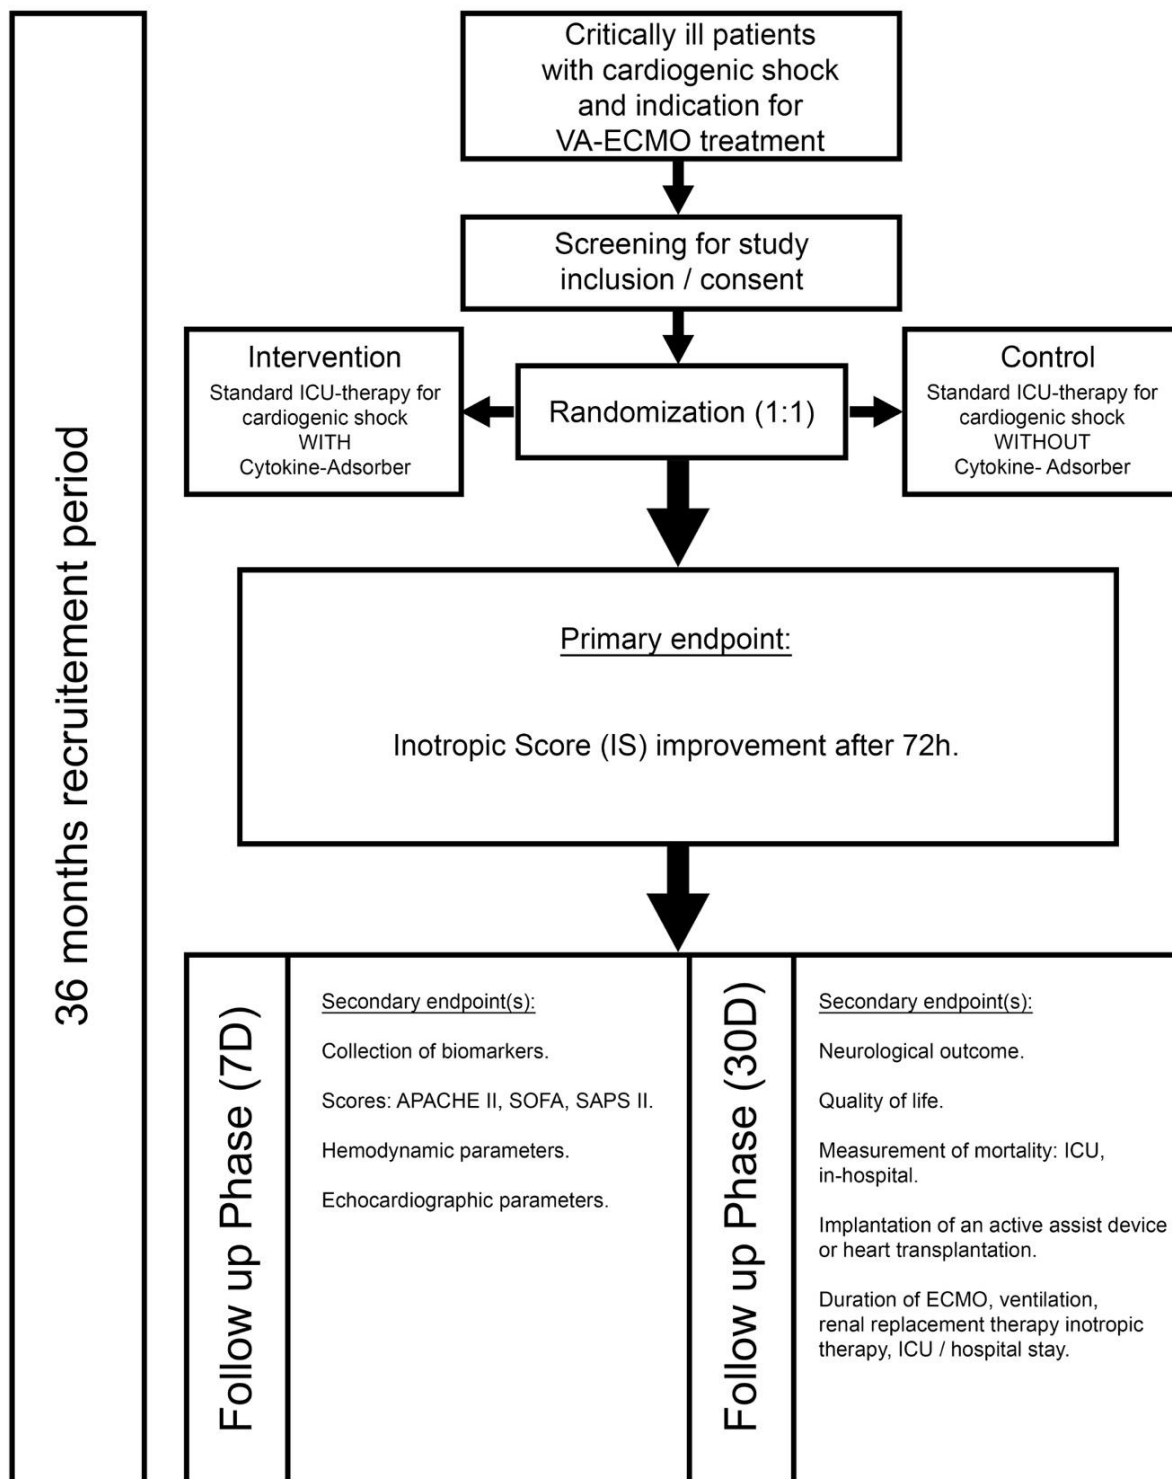 36 months recruitement period
Critically ill patients
with cardiogenic shock
and indication for
VA-ECMO treatment
Screening for study
inclusion / consent
Intervention
Standard ICU-therapy for
cardiogenic shock
WITH
Cytokine-Adsorber
Randomization (1:1)
Control
Standard ICU-therapy for
cardiogenic shock
WITHOUT
Cytokine- Adsorber
Primary endpoint:
Inotropic Score (IS) improvement after 72h.
Follow up Phase (7D)
Secondary endpoint(s):
Collection of biomarkers.
Scores: APACHE II, SOFA, SAPS II.
Hemodynamic parameters.
Echocardiographic parameters.
Follow up Phase (30D)
Secondary endpoint(s):
Neurological outcome.
Quality of life.
Measurement of mortality: ICU,
in-hospital.
Implantation of an active assist device
or heart transplantation.
Duration of ECMO, ventilation,
renal replacement therapy inotropic
therapy, ICU / hospital stay.